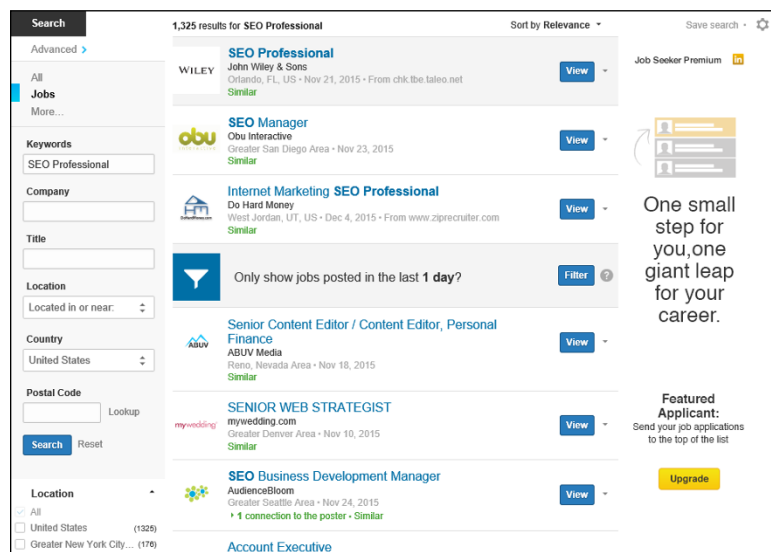 Search
Advanced >
All
Jobs
More...
Keywords
SEO Professional
Company
Title
Location
Located in or near:
Country
United States
Postal Code
Lookup
Search Reset
Location
All
United States (1325)
Greater New York City... (176)
1,325 results for SEO Professional
Sort by Relevance
WILEY
SEO Professional
John Wiley & Sons
Orlando, FL, US • Nov 21, 2015 • From chk.tbe.taleo.net
Similar
View
obu
SEO Manager
Obu Interactive
Greater San Diego Area • Nov 23, 2015
Similar
View
DoHardMoney.com
Internet Marketing SEO Professional
Do Hard Money
West Jordan, UT, US • Dec 4, 2015 • From www.ziprecruiter.com
Similar
View
Only show jobs posted in the last 1 day?
Filter ?
ABUV
Senior Content Editor / Content Editor, Personal
Finance
ABUV Media
Reno, Nevada Area • Nov 18, 2015
Similar
View
mywedding
SENIOR WEB STRATEGIST
mywedding.com
Greater Denver Area • Nov 10, 2015
Similar
View
SEO Business Development Manager
AudienceBloom
Greater Seattle Area • Nov 24, 2015
1 connection to the poster • Similar
View
Account Executive
Save search
Job Seeker Premium in
One small
step for
you,one
giant leap
for your
career.
Featured
Applicant:
Send your job applications
to the top of the list
Upgrade